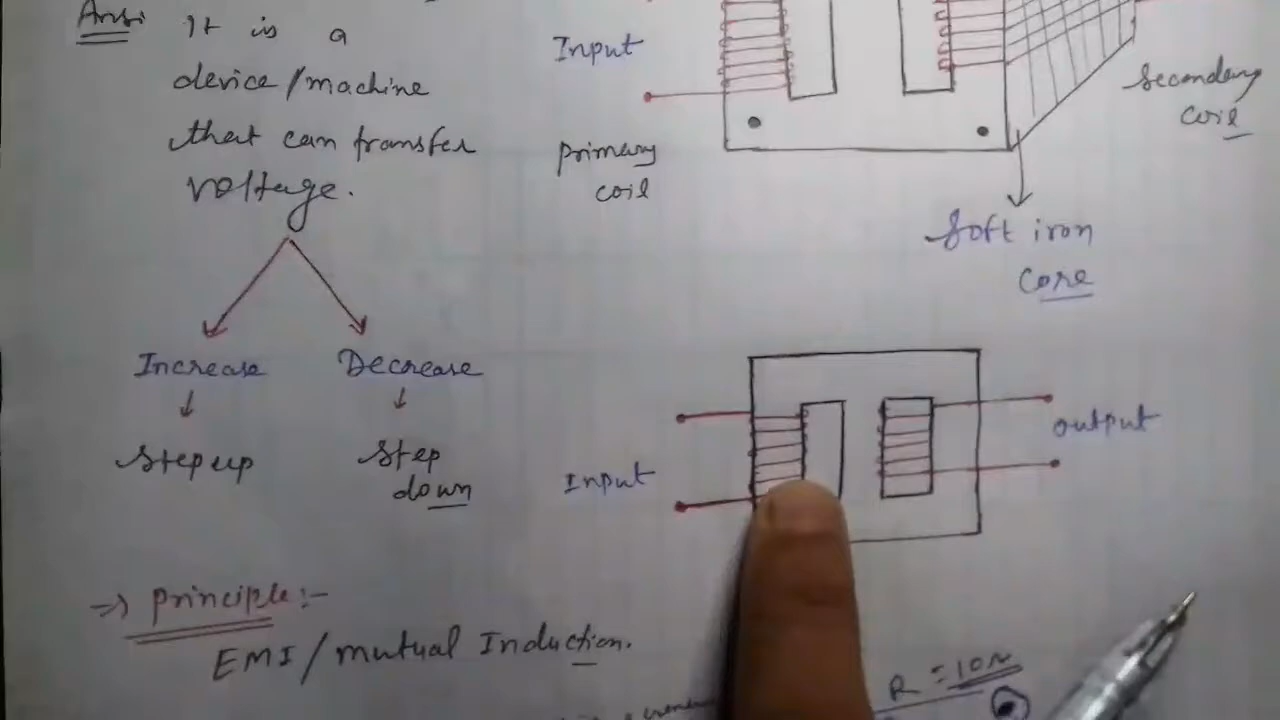 Ans:
It is a
device/machine
that can transfer
voltage.
Increase
Decrease
Step up
Step
down
=> Principle:-
EMI/mutual Induction.
Input
primary
coil
Secondary
coil
Soft iron
Core
Input
output